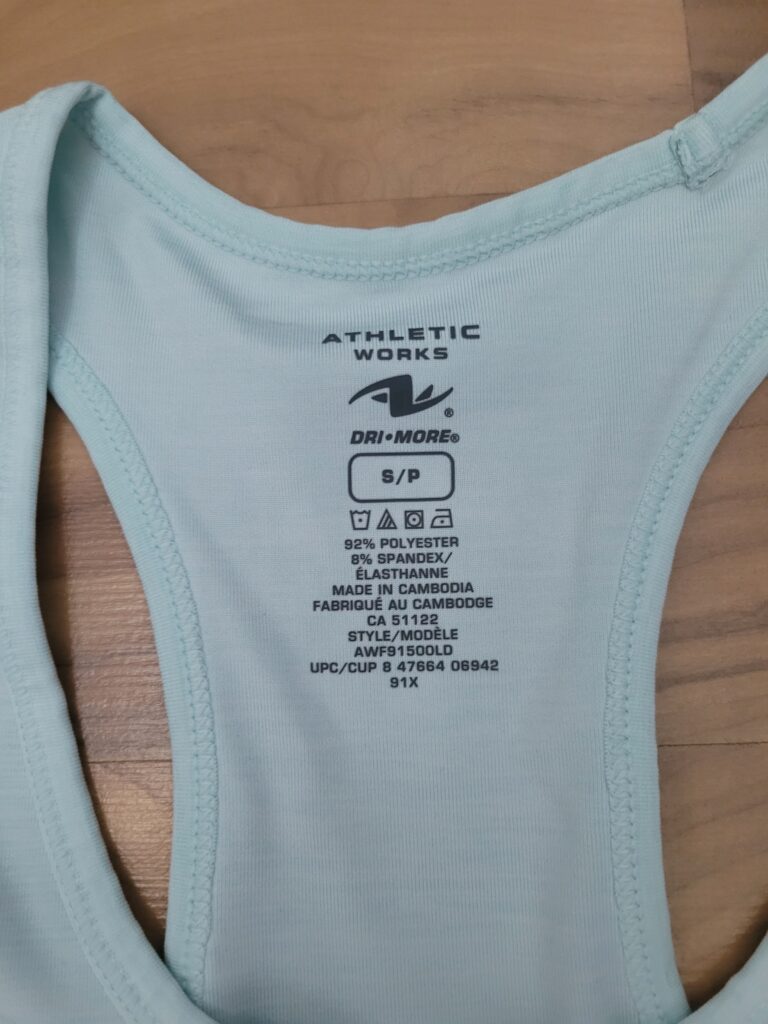 ATHLETIC
WORKS
®
DRI•MORE®
S/P
92% POLYESTER
8% SPANDEX/
ÉLASTHANNE
MADE IN CAMBODIA
FABRIQUÉ AU CAMBODGE
CA 51122
STYLE/MODÈLE
AWF91500LD
UPC/CUP 8 47664 06942
91X